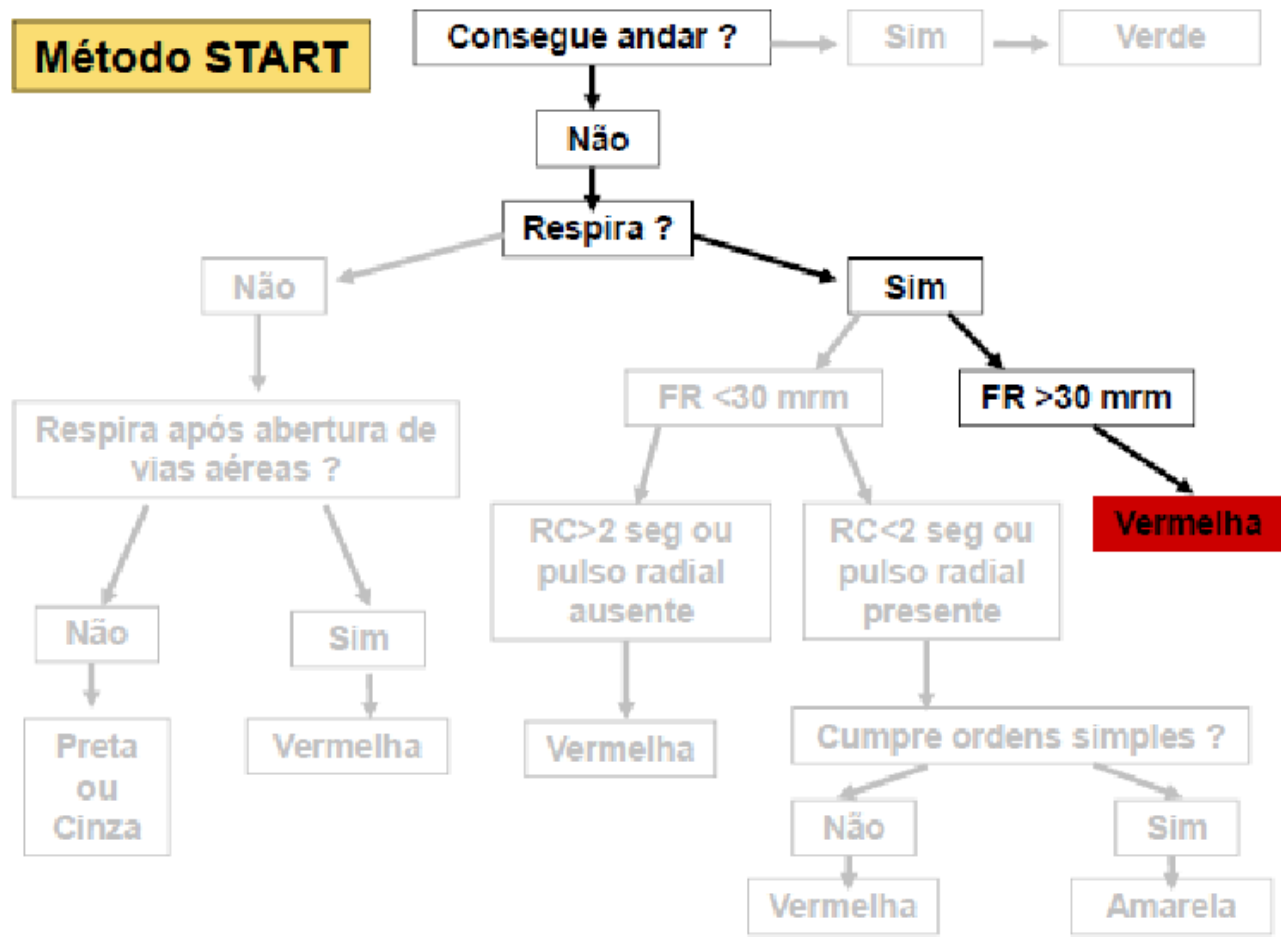 Método START
Consegue andar ?
Sim
Verde
Não
Respira ?
Não
Sim
FR <30 mrm
FR >30 mrm
Respira após abertura de
vias aéreas ?
RC>2 seg ou
pulso radial
ausente
RC<2 seg ou
pulso radial
presente
Vermelha
Não
Sim
Preta
ou
Cinza
Vermelha
Vermelha
Cumpre ordens simples ?
Não
Sim
Vermelha
Amarela